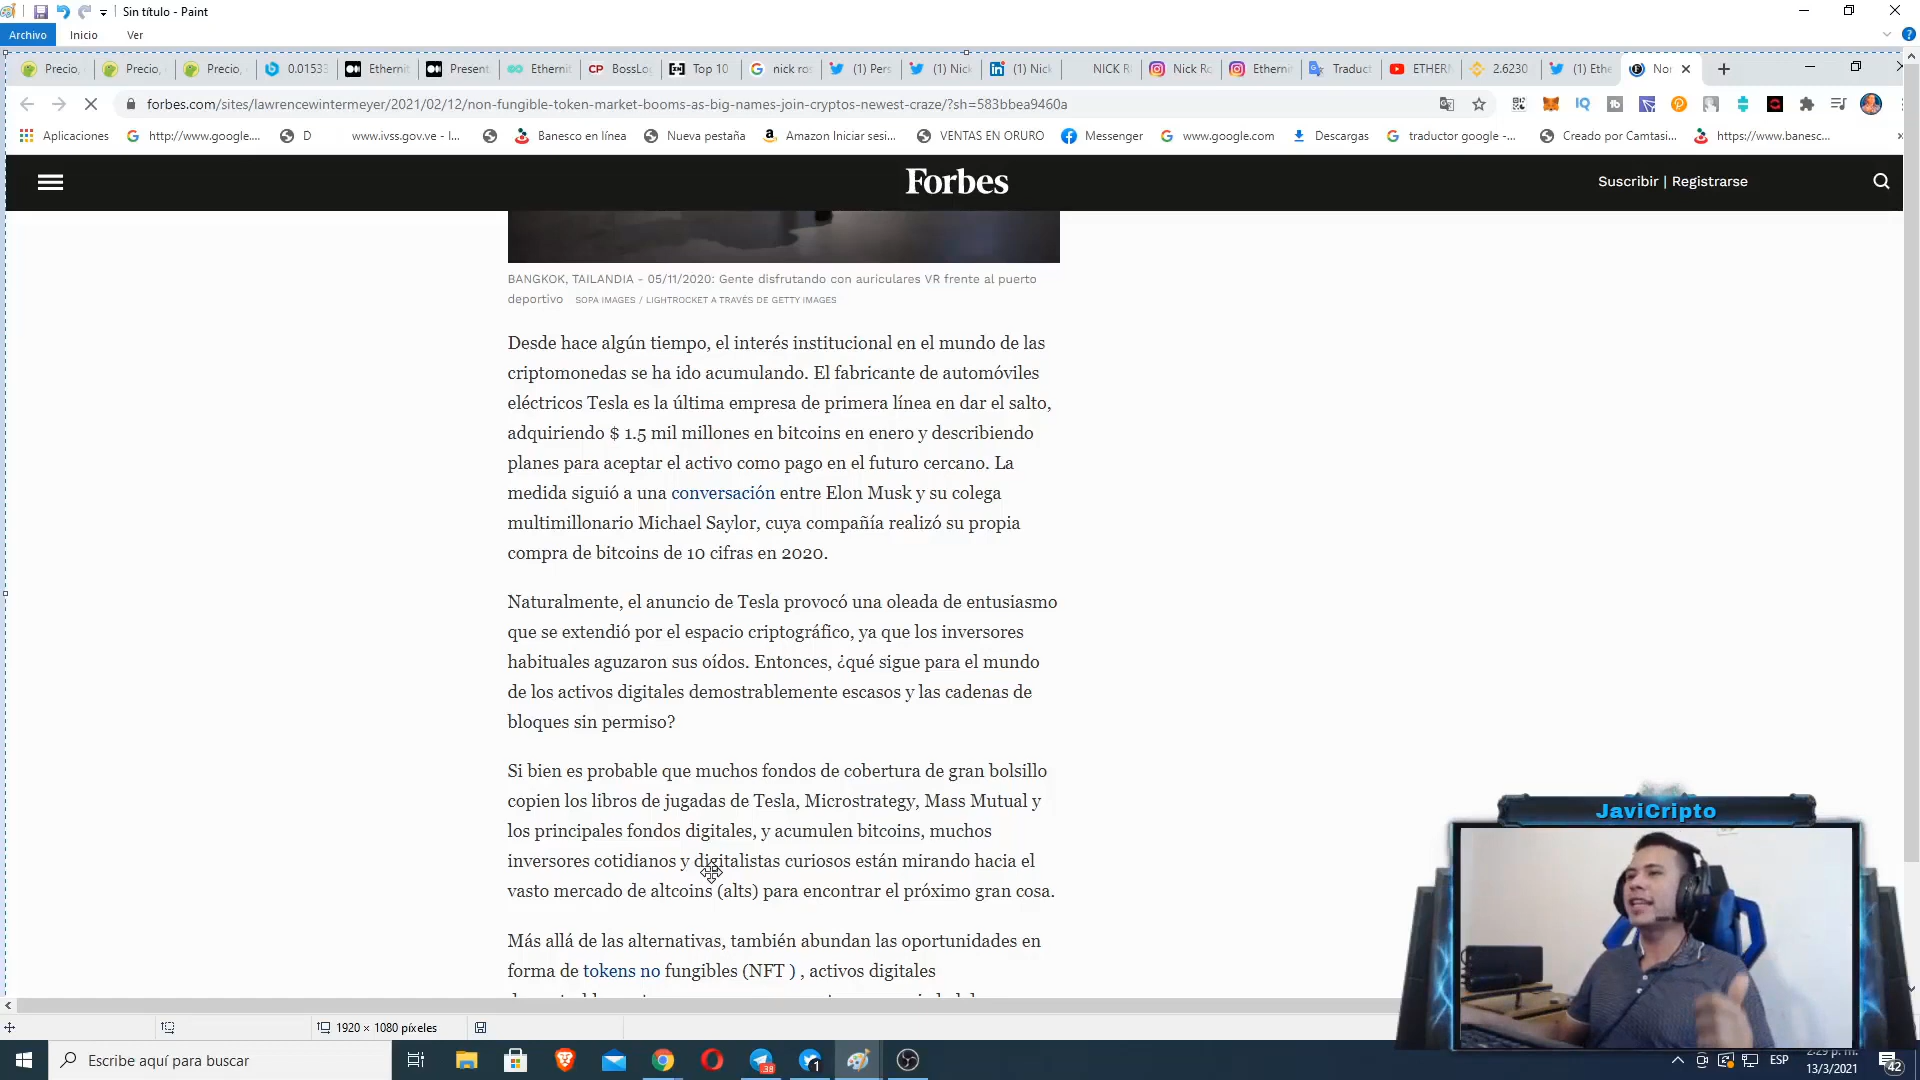 Sin título - Paint
Archivo Inicio Ver
Precio, Precio, Precio, 0.01533 Ethernit Present Ethernit BossLo Top 10 nick ros (1) Pers (1) Nick (1) Nick NICK R Nick Ro Ethernit Traduct ETHERN 2.6230 (1) Ethe Non
forbes.com/sites/lawrencewintermeyer/2021/02/12/non-fungible-token-market-booms-as-big-names-join-cryptos-newest-craze/?sh=583bbea9460a
Aplicaciones http://www.google.... D www.ivss.gov.ve - I... Banesco en línea Nueva pestaña Amazon Iniciar sesi... VENTAS EN ORURO Messenger www.google.com Descargas traductor google -... Creado por Camtasi... https://www.banesc...
Forbes
Suscribir | Registrarse
BANGKOK, TAILANDIA - 05/11/2020: Gente disfrutando con auriculares VR frente al puerto
deportivo SOPA IMAGES / LIGHTROCKET A TRAVÉS DE GETTY IMAGES
Desde hace algún tiempo, el interés institucional en el mundo de las
criptomonedas se ha ido acumulando. El fabricante de automóviles
eléctricos Tesla es la última empresa de primera línea en dar el salto,
adquiriendo $ 1.5 mil millones en bitcoins en enero y describiendo
planes para aceptar el activo como pago en el futuro cercano. La
medida siguió a una conversación entre Elon Musk y su colega
multimillonario Michael Saylor, cuya compañía realizó su propia
compra de bitcoins de 10 cifras en 2020.
Naturalmente, el anuncio de Tesla provocó una oleada de entusiasmo
que se extendió por el espacio criptográfico, ya que los inversores
habituales aguzaron sus oídos. Entonces, ¿qué sigue para el mundo
de los activos digitales demostrablemente escasos y las cadenas de
bloques sin permiso?
Si bien es probable que muchos fondos de cobertura de gran bolsillo
copien los libros de jugadas de Tesla, Microstrategy, Mass Mutual y
los principales fondos digitales, y acumulen bitcoins, muchos
inversores cotidianos y digitalistas curiosos están mirando hacia el
vasto mercado de altcoins (alts) para encontrar el próximo gran cosa.
Más allá de las alternativas, también abundan las oportunidades en
forma de tokens no fungibles (NFT ) , activos digitales
JaviCripto
1920 × 1080 píxeles
Escribe aquí para buscar
38
1
ESP
2:29 p. m.
13/3/2021
42